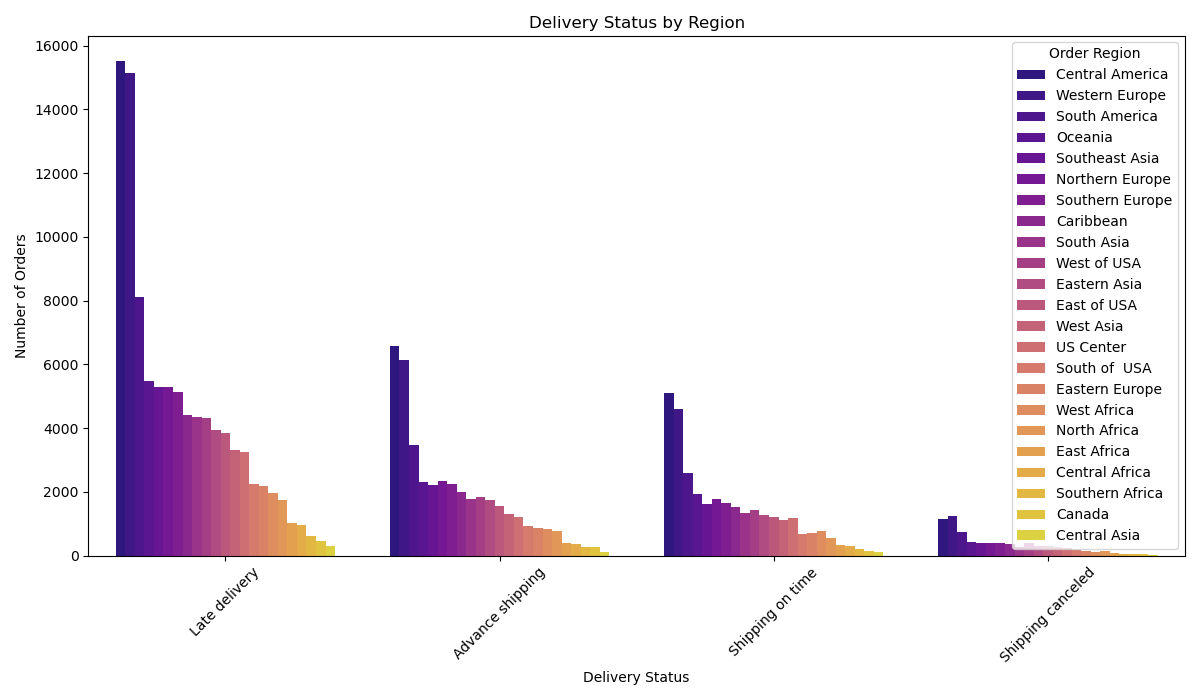 Delivery Status by Region
Number of Orders
16000
14000
12000
10000
8000
6000
4000
2000
0
Order Region
Central America
Western Europe
South America
Oceania
Southeast Asia
Northern Europe
Southern Europe
Caribbean
South Asia
West of USA
Eastern Asia
East of USA
West Asia
US Center
South of  USA
Eastern Europe
West Africa
North Africa
East Africa
Central Africa
Southern Africa
Canada
Central Asia
Late delivery
Advance shipping
Shipping on time
Shipping canceled
Delivery Status